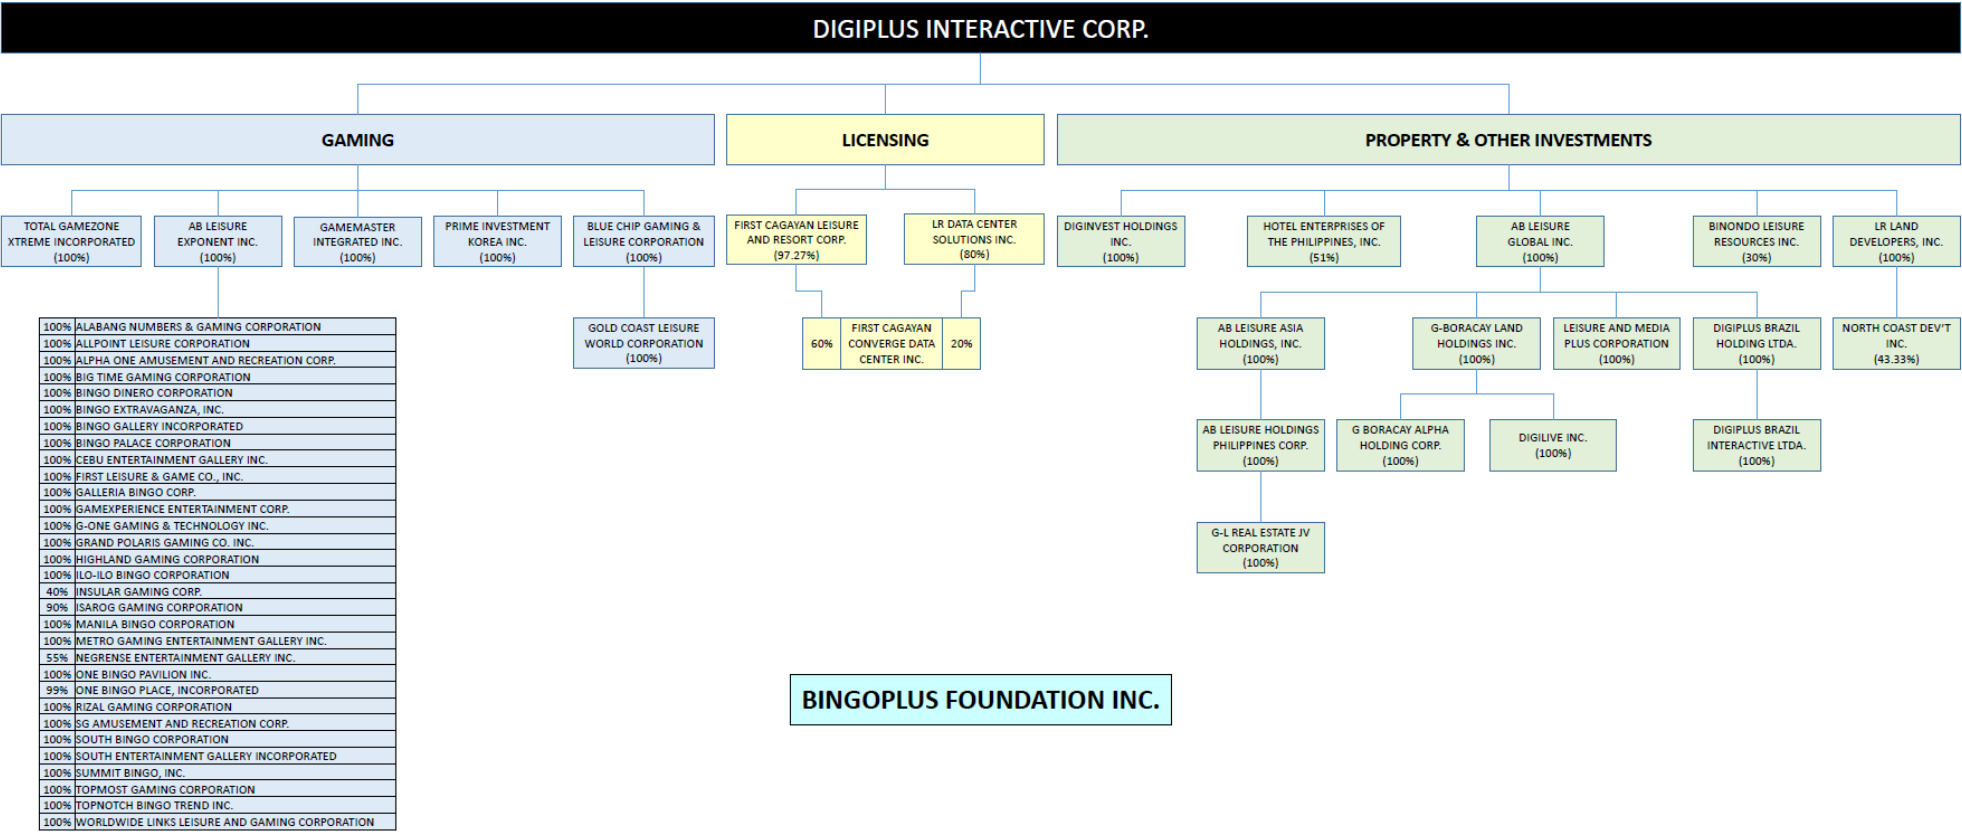 DIGIPLUS INTERACTIVE CORP.
GAMING
LICENSING
PROPERTY & OTHER INVESTMENTS
TOTAL GAMEZONE
XTREME INCORPORATED
(100%)
AB LEISURE
EXPONENT INC.
(100%)
GAMEMASTER
INTEGRATED INC.
(100%)
PRIME INVESTMENT
KOREA INC.
(100%)
BLUE CHIP GAMING &
LEISURE CORPORATION
(100%)
FIRST CAGAYAN LEISURE
AND RESORT CORP.
(97.27%)
LR DATA CENTER
SOLUTIONS INC.
(80%)
DIGINVEST HOLDINGS
INC.
(100%)
HOTEL ENTERPRISES OF
THE PHILIPPINES, INC.
(51%)
AB LEISURE
GLOBAL INC.
(100%)
BINONDO LEISURE
RESOURCES INC.
(30%)
LR LAND
DEVELOPERS, INC.
(100%)
100% ALABANG NUMBERS & GAMING CORPORATION
100% ALLPOINT LEISURE CORPORATION
100% ALPHA ONE AMUSEMENT AND RECREATION CORP.
100% BIG TIME GAMING CORPORATION
100% BINGO DINERO CORPORATION
100% BINGO EXTRAVAGANZA, INC.
100% BINGO GALLERY INCORPORATED
100% BINGO PALACE CORPORATION
100% CEBU ENTERTAINMENT GALLERY INC.
100% FIRST LEISURE & GAME CO., INC.
100% GALLERIA BINGO CORP.
100% GAMEXPERIENCE ENTERTAINMENT CORP.
100% G-ONE GAMING & TECHNOLOGY INC.
100% GRAND POLARIS GAMING CO. INC.
100% HIGHLAND GAMING CORPORATION
100% ILO-ILO BINGO CORPORATION
40% INSULAR GAMING CORP.
90% ISAROG GAMING CORPORATION
100% MANILA BINGO CORPORATION
100% METRO GAMING ENTERTAINMENT GALLERY INC.
55% NEGRENSE ENTERTAINMENT GALLERY INC.
100% ONE BINGO PAVILION INC.
99% ONE BINGO PLACE, INCORPORATED
100% RIZAL GAMING CORPORATION
100% SG AMUSEMENT AND RECREATION CORP.
100% SOUTH BINGO CORPORATION
100% SOUTH ENTERTAINMENT GALLERY INCORPORATED
100% SUMMIT BINGO, INC.
100% TOPMOST GAMING CORPORATION
100% TOPNOTCH BINGO TREND INC.
100% WORLDWIDE LINKS LEISURE AND GAMING CORPORATION
GOLD COAST LEISURE
WORLD CORPORATION
(100%)
60%
FIRST CAGAYAN
CONVERGE DATA
CENTER INC.
20%
AB LEISURE ASIA
HOLDINGS, INC.
(100%)
G-BORACAY LAND
HOLDINGS INC.
(100%)
LEISURE AND MEDIA
PLUS CORPORATION
(100%)
DIGIPLUS BRAZIL
HOLDING LTDA.
(100%)
NORTH COAST DEV'T
INC.
(43.33%)
AB LEISURE HOLDINGS
PHILIPPINES CORP.
(100%)
G BORACAY ALPHA
HOLDING CORP.
(100%)
DIGILIVE INC.
(100%)
DIGIPLUS BRAZIL
INTERACTIVE LTDA.
(100%)
G-L REAL ESTATE JV
CORPORATION
(100%)
BINGOPLUS FOUNDATION INC.